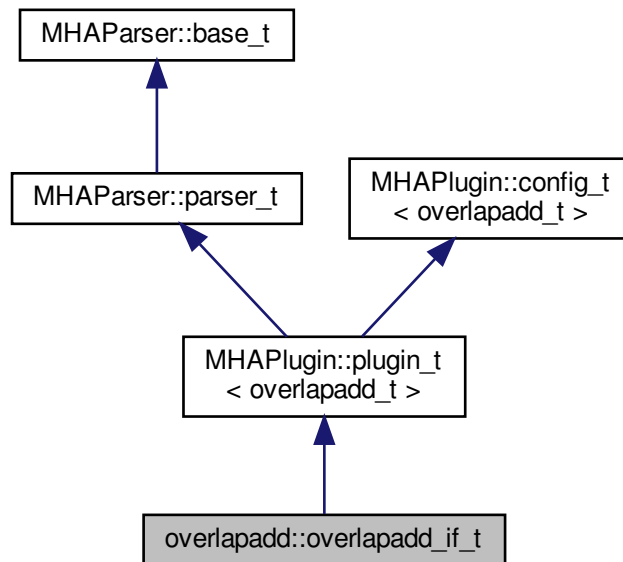 MHAParser::base_t
MHAParser::parser_t
MHAPlugin::config_t
< overlapadd_t >
MHAPlugin::plugin_t
< overlapadd_t >
overlapadd::overlapadd_if_t